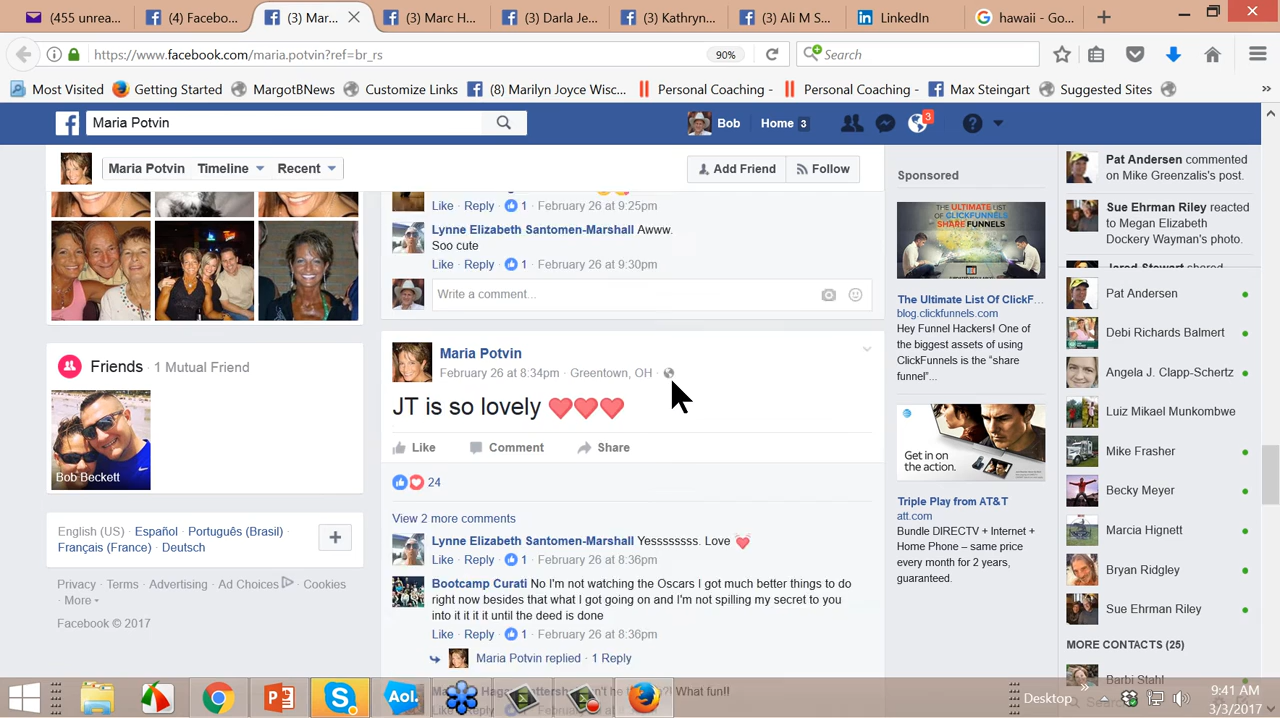 (455 unrea...
(4) Facebo...
(3) Mar...
(3) Marc H...
(3) Darla Je...
(3) Kathryn...
(3) Ali M S...
LinkedIn
hawaii - Go...
https://www.facebook.com/maria.potvin?ref=br_rs
90%
Search
Most Visited
Getting Started
MargotBNews
Customize Links
(8) Marilyn Joyce Wisc...
Personal Coaching -
Personal Coaching -
Max Steingart
Suggested Sites
Maria Potvin
Bob
Home 3
3
Maria Potvin
Timeline
Recent
Add Friend
Follow
Like · Reply · 1 · February 26 at 9:25pm
Lynne Elizabeth Santomen-Marshall Awww.
Soo cute
Like · Reply · 1 · February 26 at 9:30pm
Write a comment...
Friends · 1 Mutual Friend
Bob Beckett
English (US) · Español · Português (Brasil) ·
Français (France) · Deutsch
Privacy · Terms · Advertising · Ad Choices · Cookies
· More
Facebook © 2017
Maria Potvin
February 26 at 8:34pm · Greentown, OH ·
JT is so lovely ❤❤❤
Like
Comment
Share
24
View 2 more comments
Lynne Elizabeth Santomen-Marshall Yesssssss. Love 💓
Like · Reply · 1 · February 26 at 8:36pm
Bootcamp Curati No I'm not watching the Oscars I got much better things to do
right now besides that what I got going on and I'm not spilling my secret to you
into it it it it until the deed is done
Like · Reply · 1 · February 26 at 8:36pm
Maria Potvin replied · 1 Reply
What fun!!
Sponsored
THE ULTIMATE LIST
OF CLICKFUNNELS
SHARE FUNNELS
The Ultimate List Of ClickF...
blog.clickfunnels.com
Hey Funnel Hackers! One of
the biggest assets of using
ClickFunnels is the "share
funnel"...
Get in on
the action.
Triple Play from AT&T
att.com
Bundle DIRECTV + Internet +
Home Phone – same price
every month for 2 years,
guaranteed.
Pat Andersen commented
on Mike Greenzalis's post.
Sue Ehrman Riley reacted
to Megan Elizabeth
Dockery Wayman's photo.
Jared Stewart shared
Pat Andersen
Debi Richards Balmert
Angela J. Clapp-Schertz
Luiz Mikael Munkombwe
Mike Frasher
Becky Meyer
Marcia Hignett
Bryan Ridgley
Sue Ehrman Riley
MORE CONTACTS (25)
Barbi Stahl
Aol.
Desktop
9:41 AM
3/3/2017